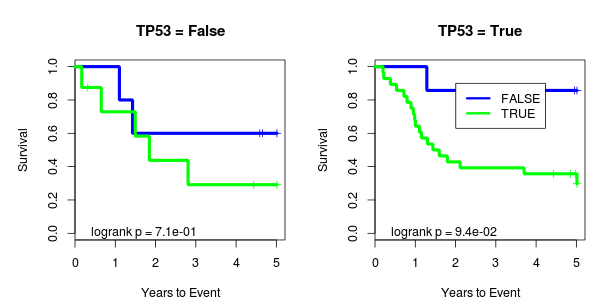 TP53 = False
TP53 = True
Survival
0.0 0.2 0.4 0.6 0.8 1.0
logrank p = 7.1e-01
0 1 2 3 4 5
Years to Event
Survival
0.0 0.2 0.4 0.6 0.8 1.0
FALSE
TRUE
logrank p = 9.4e-02
0 1 2 3 4 5
Years to Event